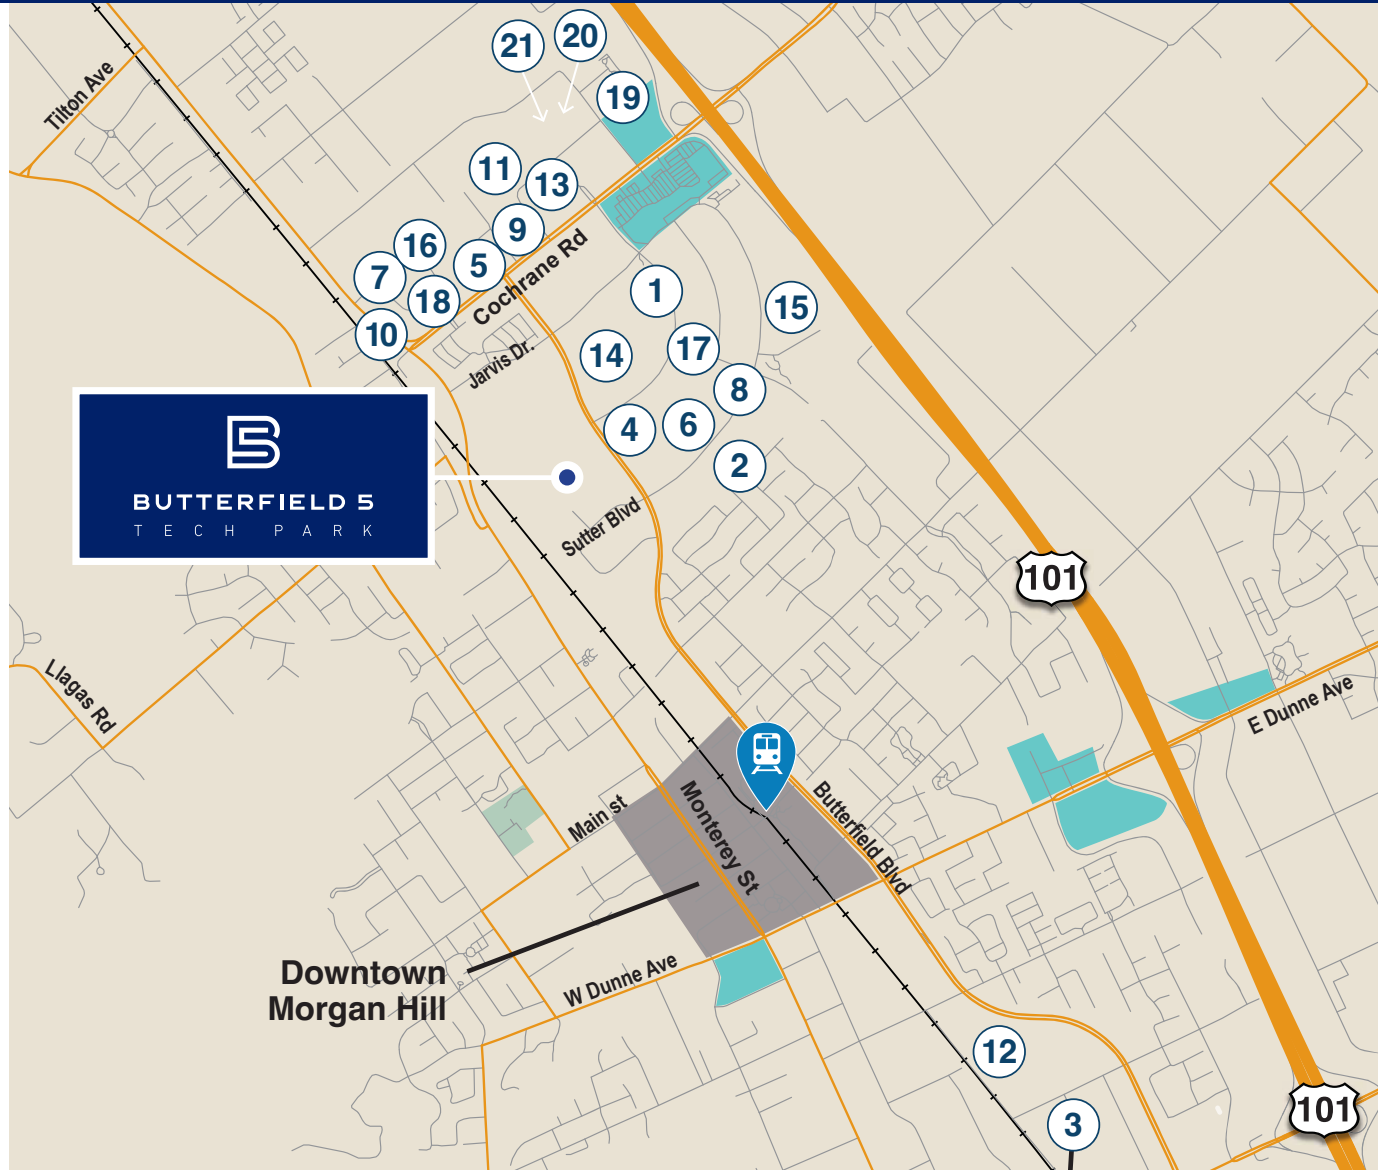 21
20
19
Tilton Ave
11
13
9
16
5
7
18
10
Cochrane Rd
1
15
Jarvis Dr.
14
17
8
4
6
2
B5
BUTTERFIELD 5
TECH PARK
Sutter Blvd
101
Llagas Rd
E Dunne Ave
Main st
Monterey St
Butterfield Blvd
Downtown
Morgan Hill
W Dunne Ave
12
3
101